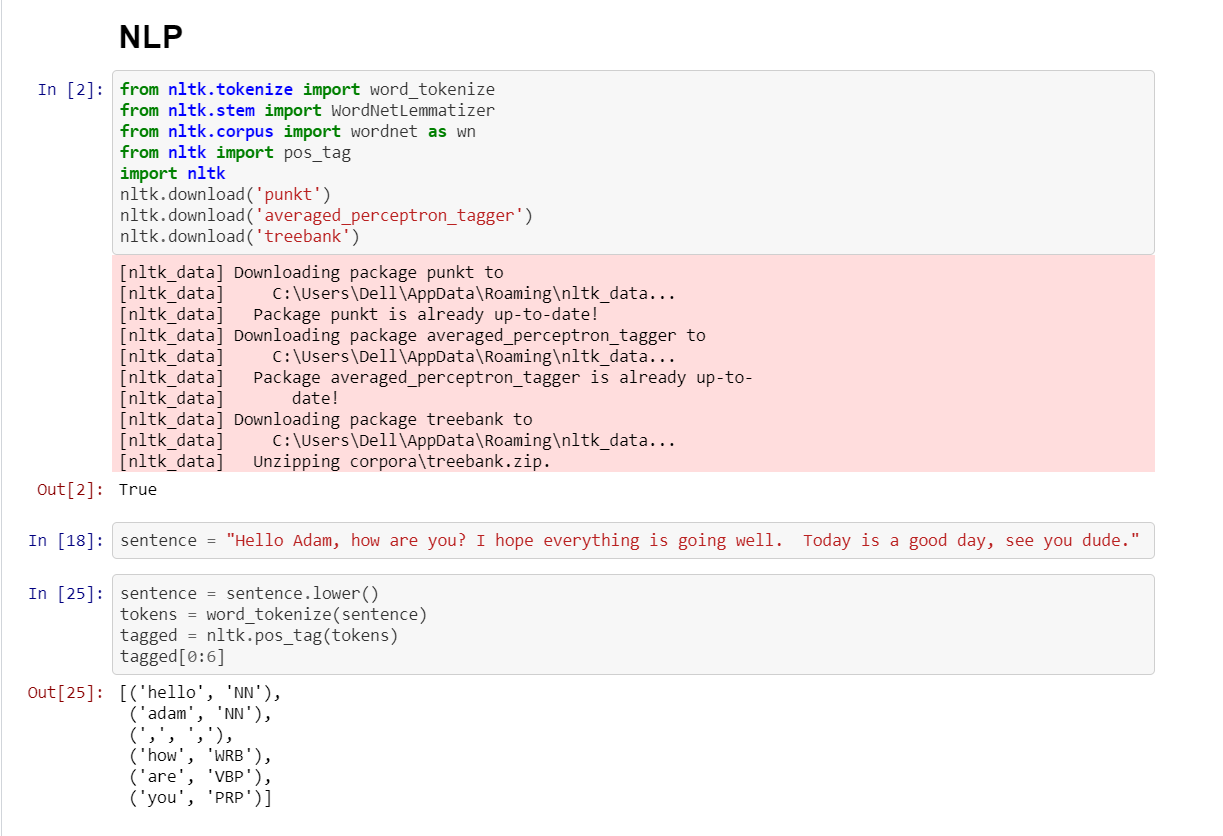 NLP
In [2]: from nltk.tokenize import word_tokenize
from nltk.stem import WordNetLemmatizer
from nltk.corpus import wordnet as wn
from nltk import pos_tag
import nltk
nltk.download('punkt')
nltk.download('averaged_perceptron_tagger')
nltk.download('treebank')
[nltk_data] Downloading package punkt to
[nltk_data]     C:\Users\Dell\AppData\Roaming\nltk_data...
[nltk_data]   Package punkt is already up-to-date!
[nltk_data] Downloading package averaged_perceptron_tagger to
[nltk_data]     C:\Users\Dell\AppData\Roaming\nltk_data...
[nltk_data]   Package averaged_perceptron_tagger is already up-to-
[nltk_data]       date!
[nltk_data] Downloading package treebank to
[nltk_data]     C:\Users\Dell\AppData\Roaming\nltk_data...
[nltk_data]   Unzipping corpora\treebank.zip.
Out[2]: True
In [18]: sentence = "Hello Adam, how are you? I hope everything is going well.  Today is a good day, see you dude."
In [25]: sentence = sentence.lower()
tokens = word_tokenize(sentence)
tagged = nltk.pos_tag(tokens)
tagged[0:6]
Out[25]: [('hello', 'NN'),
('adam', 'NN'),
(',', ','),
('how', 'WRB'),
('are', 'VBP'),
('you', 'PRP')]